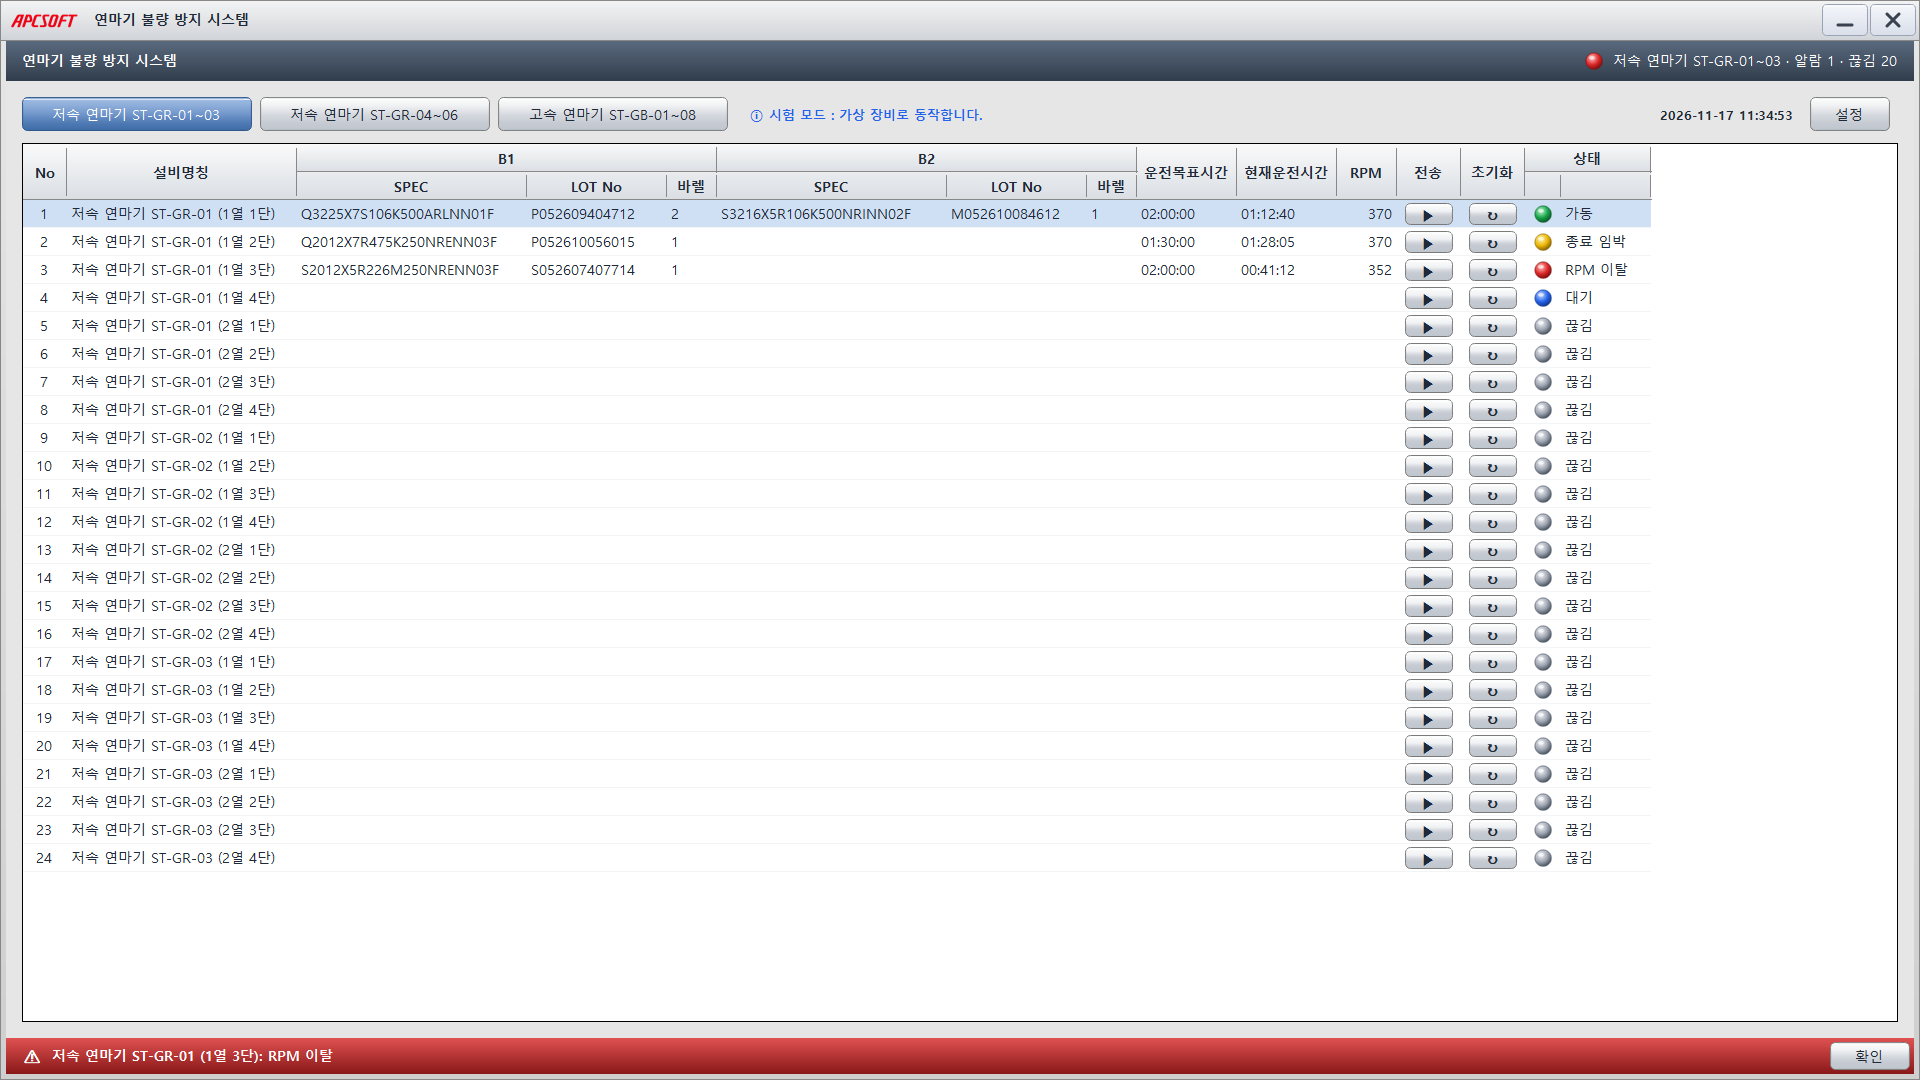 APCSOFT 연마기 불량 방지 시스템
연마기 불량 방지 시스템 저속 연마기 ST-GR-01~03 · 알람 1 · 끊김 20
저속 연마기 ST-GR-01~03 저속 연마기 ST-GR-04~06 고속 연마기 ST-GB-01~08 시험 모드 : 가상 장비로 동작합니다. 2026-11-17 11:34:53 설정
No 설비명칭 B1 B2 운전목표시간 현재운전시간 RPM 전송 초기화 상태
SPEC LOT No 바렐 SPEC LOT No 바렐
1 저속 연마기 ST-GR-01 (1열 1단) Q3225X7S106K500ARLNN01F P052609404712 2 S3216X5R106K500NRINN02F M052610084612 1 02:00:00 01:12:40 370 ▶ ↻ 가동
2 저속 연마기 ST-GR-01 (1열 2단) Q2012X7R475K250NRENN03F P052610056015 1 01:30:00 01:28:05 370 ▶ ↻ 종료 임박
3 저속 연마기 ST-GR-01 (1열 3단) S2012X5R226M250NRENN03F S052607407714 1 02:00:00 00:41:12 352 ▶ ↻ RPM 이탈
4 저속 연마기 ST-GR-01 (1열 4단) ▶ ↻ 대기
5 저속 연마기 ST-GR-01 (2열 1단) ▶ ↻ 끊김
6 저속 연마기 ST-GR-01 (2열 2단) ▶ ↻ 끊김
7 저속 연마기 ST-GR-01 (2열 3단) ▶ ↻ 끊김
8 저속 연마기 ST-GR-01 (2열 4단) ▶ ↻ 끊김
9 저속 연마기 ST-GR-02 (1열 1단) ▶ ↻ 끊김
10 저속 연마기 ST-GR-02 (1열 2단) ▶ ↻ 끊김
11 저속 연마기 ST-GR-02 (1열 3단) ▶ ↻ 끊김
12 저속 연마기 ST-GR-02 (1열 4단) ▶ ↻ 끊김
13 저속 연마기 ST-GR-02 (2열 1단) ▶ ↻ 끊김
14 저속 연마기 ST-GR-02 (2열 2단) ▶ ↻ 끊김
15 저속 연마기 ST-GR-02 (2열 3단) ▶ ↻ 끊김
16 저속 연마기 ST-GR-02 (2열 4단) ▶ ↻ 끊김
17 저속 연마기 ST-GR-03 (1열 1단) ▶ ↻ 끊김
18 저속 연마기 ST-GR-03 (1열 2단) ▶ ↻ 끊김
19 저속 연마기 ST-GR-03 (1열 3단) ▶ ↻ 끊김
20 저속 연마기 ST-GR-03 (1열 4단) ▶ ↻ 끊김
21 저속 연마기 ST-GR-03 (2열 1단) ▶ ↻ 끊김
22 저속 연마기 ST-GR-03 (2열 2단) ▶ ↻ 끊김
23 저속 연마기 ST-GR-03 (2열 3단) ▶ ↻ 끊김
24 저속 연마기 ST-GR-03 (2열 4단) ▶ ↻ 끊김
저속 연마기 ST-GR-01 (1열 3단): RPM 이탈 확인